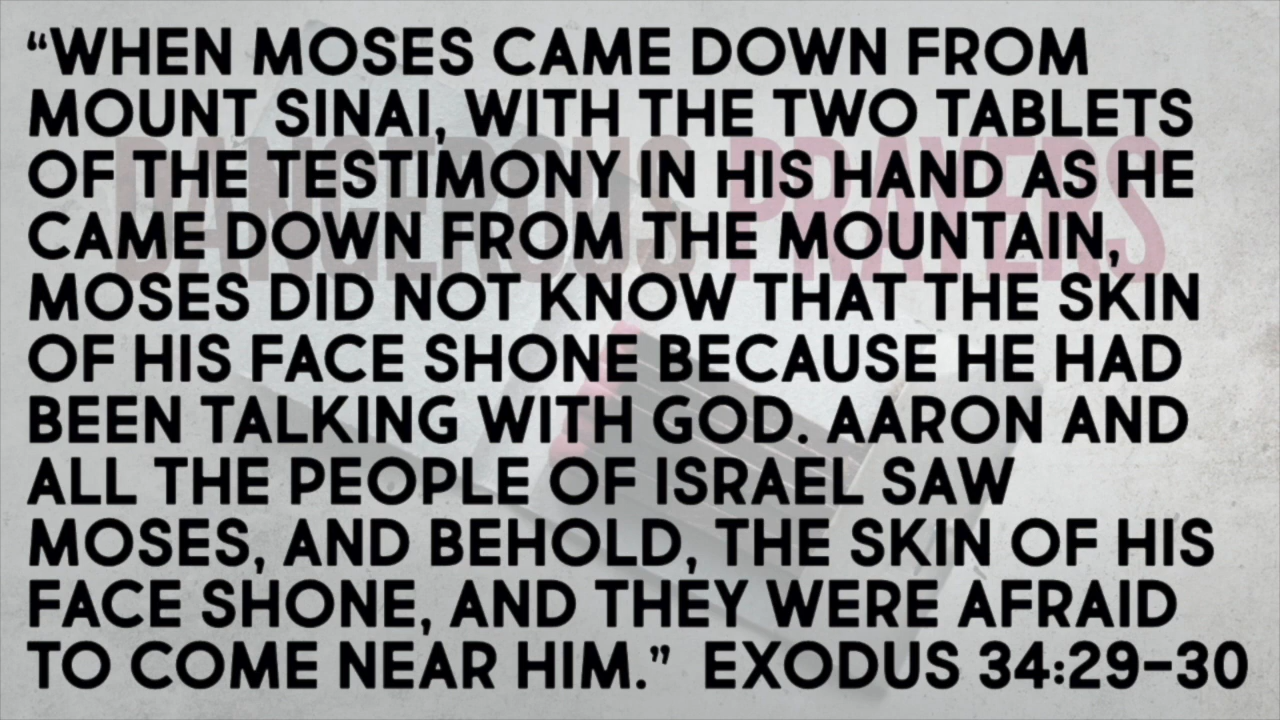 “WHEN MOSES CAME DOWN FROM
MOUNT SINAI, WITH THE TWO TABLETS
OF THE TESTIMONY IN HIS HAND AS HE
CAME DOWN FROM THE MOUNTAIN,
MOSES DID NOT KNOW THAT THE SKIN
OF HIS FACE SHONE BECAUSE HE HAD
BEEN TALKING WITH GOD. AARON AND
ALL THE PEOPLE OF ISRAEL SAW
MOSES, AND BEHOLD, THE SKIN OF HIS
FACE SHONE, AND THEY WERE AFRAID
TO COME NEAR HIM.” EXODUS 34:29-30
DANGEROUS PRAYERS